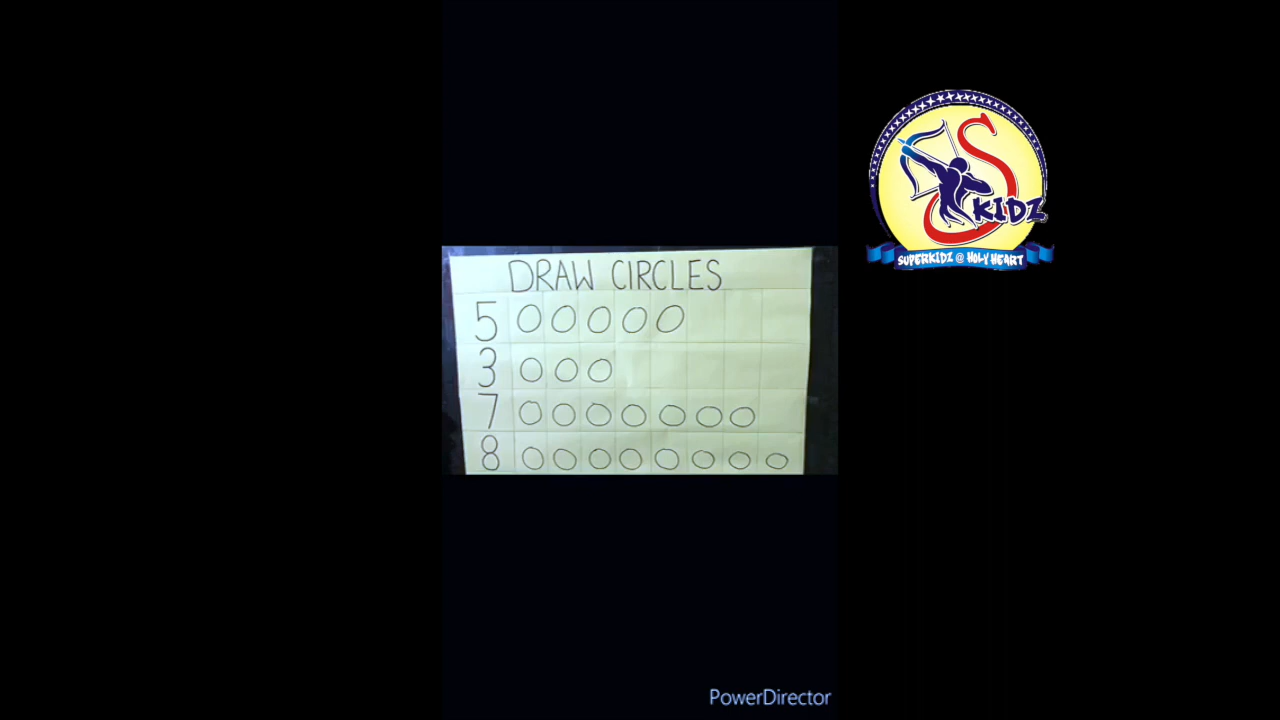 DRAW CIRCLES
5
3
7
8
S
KIDZ
SUPERKIDZ @ HOLY HEART
PowerDirector